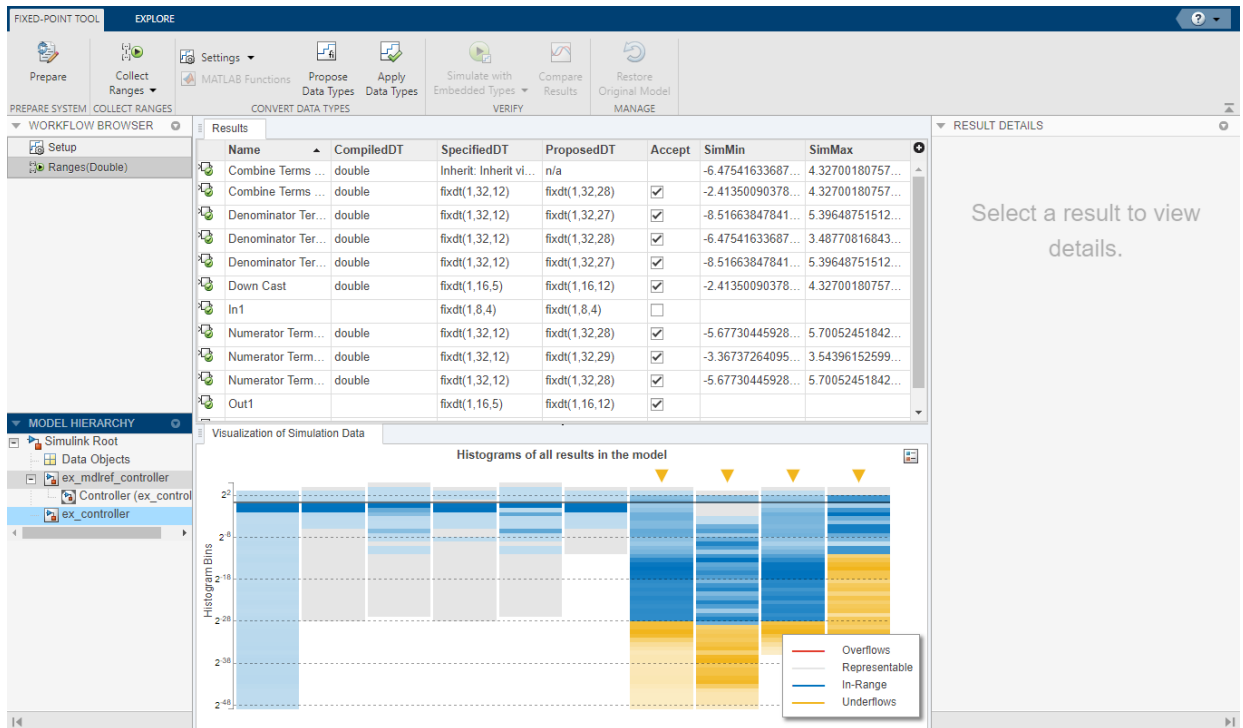 FIXED-POINT TOOL EXPLORE
?
Prepare
Collect Ranges
Settings
MATLAB Functions
Propose Data Types
Apply Data Types
Simulate with Embedded Types
Compare Results
Restore Original Model
PREPARE SYSTEM COLLECT RANGES CONVERT DATA TYPES VERIFY MANAGE
WORKFLOW BROWSER
Setup
Ranges(Double)
Results
Name CompiledDT SpecifiedDT ProposedDT Accept SimMin SimMax
Combine Terms ... double Inherit: Inherit vi... n/a -6.47541633687... 4.32700180757...
Combine Terms ... double fixdt(1,32,12) fixdt(1,32,28) -2.41350090378... 4.32700180757...
Denominator Ter... double fixdt(1,32,12) fixdt(1,32,27) -8.51663847841... 5.39648751512...
Denominator Ter... double fixdt(1,32,12) fixdt(1,32,28) -6.47541633687... 3.48770816843...
Denominator Ter... double fixdt(1,32,12) fixdt(1,32,27) -8.51663847841... 5.39648751512...
Down Cast double fixdt(1,16,5) fixdt(1,16,12) -2.41350090378... 4.32700180757...
In1 fixdt(1,8,4) fixdt(1,8,4)
Numerator Term... double fixdt(1,32,12) fixdt(1,32,28) -5.67730445928... 5.70052451842...
Numerator Term... double fixdt(1,32,12) fixdt(1,32,29) -3.36737264095... 3.54396152599...
Numerator Term... double fixdt(1,32,12) fixdt(1,32,28) -5.67730445928... 5.70052451842...
Out1 fixdt(1,16,5) fixdt(1,16,12)
RESULT DETAILS
Select a result to view
details.
MODEL HIERARCHY
Simulink Root
Data Objects
ex_mdlref_controller
Controller (ex_control
ex_controller
Visualization of Simulation Data
Histograms of all results in the model
Histogram Bins
2^2
2^-8
2^-18
2^-28
2^-38
2^-48
Overflows
Representable
In-Range
Underflows